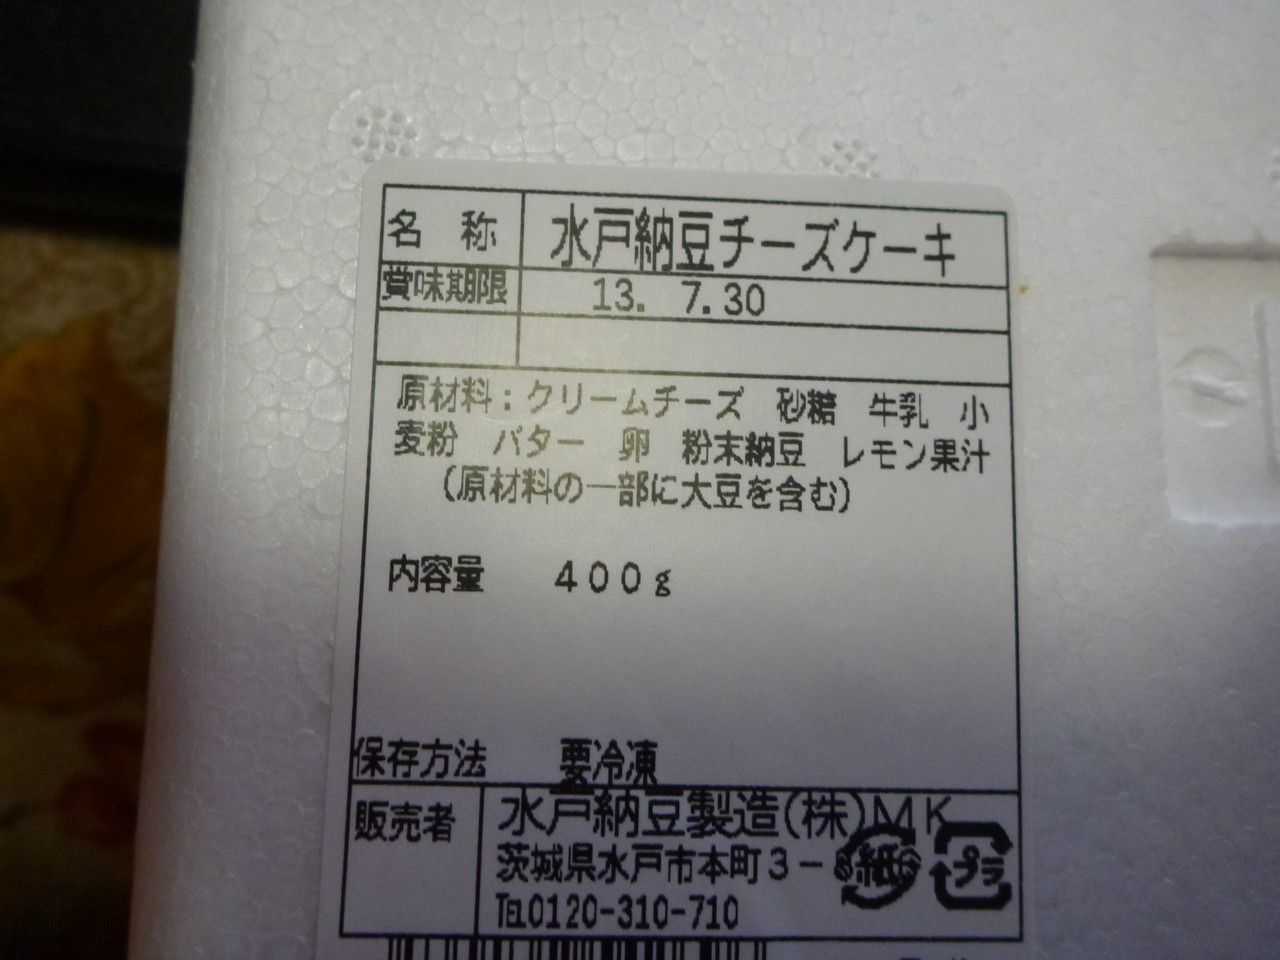 名 称 水戸納豆チーズケーキ
賞味期限 13. 7.30
原材料：クリームチーズ 砂糖 牛乳 小
麦粉 バター 卵 粉末納豆 レモン果汁
（原材料の一部に大豆を含む）
内容量 400g
保存方法 要冷凍
販売者 水戸納豆製造(株)MK
茨城県水戸市本町3－
紙 プラ
℡0120-310-710